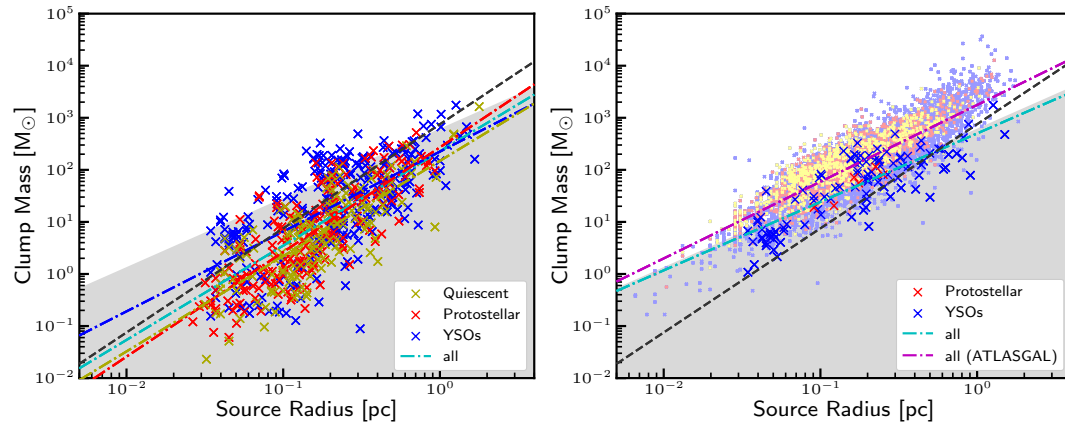 10^5
10^4
10^3
10^2
10^1
10^0
10^−1
10^−2
Clump Mass [M⊙]
Quiescent
Protostellar
YSOs
all
10^−2
10^−1
10^0
Source Radius [pc]
10^5
10^4
10^3
10^2
10^1
10^0
10^−1
10^−2
Clump Mass [M⊙]
Protostellar
YSOs
all
all (ATLASGAL)
10^−2
10^−1
10^0
Source Radius [pc]